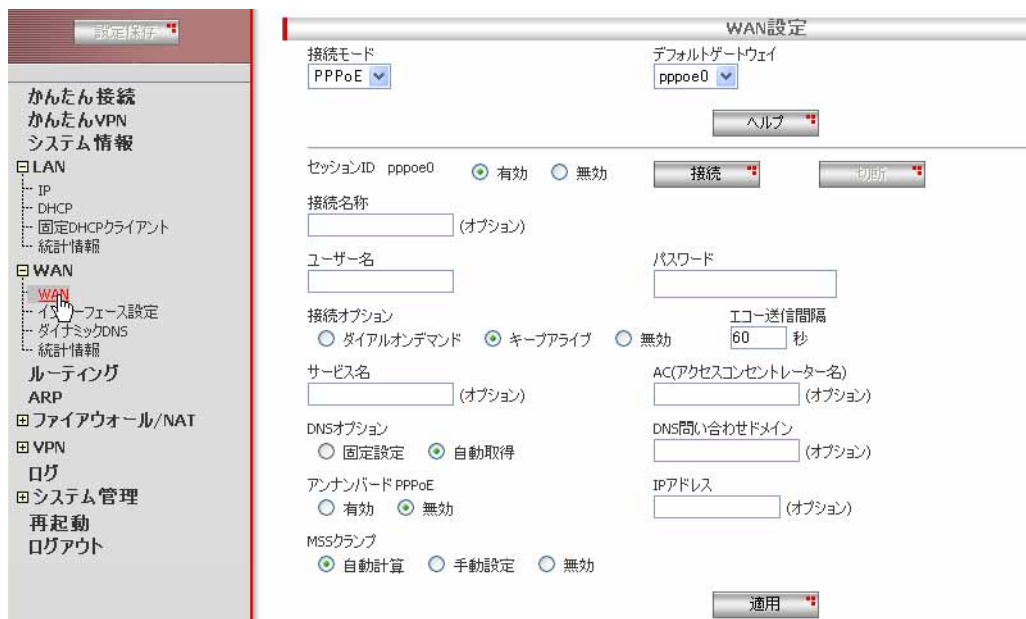 設定保存
かんたん接続
かんたんVPN
システム情報
LAN
IP
DHCP
固定DHCPクライアント
統計情報
WAN
WAN
ーフェース設定
ダイナミックDNS
統計情報
ルーティング
ARP
ファイアウォール/NAT
VPN
ログ
システム管理
再起動
ログアウト
WAN設定
接続モード デフォルトゲートウェイ
PPPoE pppoe0
ヘルプ
セッションID pppoe0 有効 無効 接続 切断
接続名称
(オプション)
ユーザー名 パスワード
接続オプション エコー送信間隔
ダイアルオンデマンド キープアライブ 無効 60 秒
サービス名 AC(アクセスコンセントレーター名)
(オプション) (オプション)
DNSオプション DNS問い合わせドメイン
固定設定 自動取得 (オプション)
アンナンバードPPPoE IPアドレス
有効 無効 (オプション)
MSSクランプ
自動計算 手動設定 無効
適用